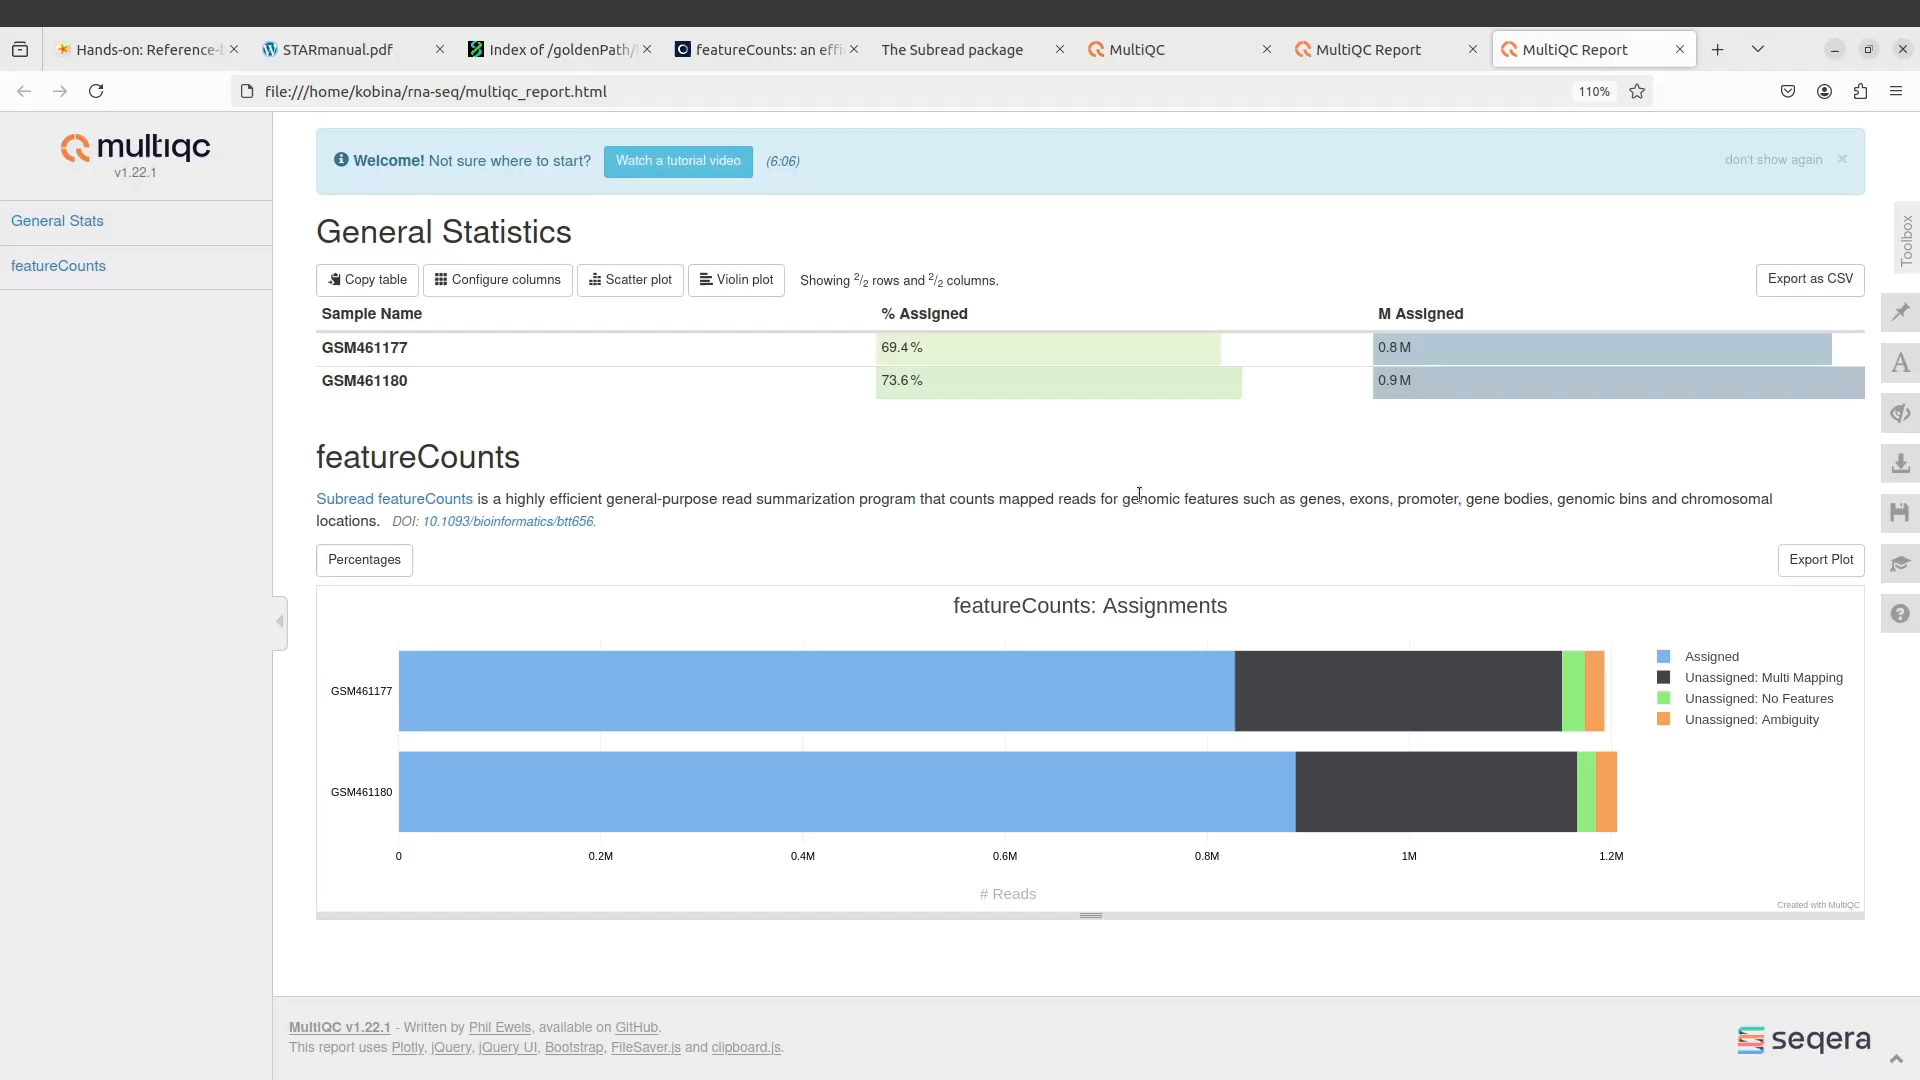 Hands-on: Reference-b
STARmanual.pdf
Index of /goldenPath/
featureCounts: an effi
The Subread package
MultiQC
MultiQC Report
MultiQC Report
file:///home/kobina/rna-seq/multiqc_report.html
110%
multiqc
v1.22.1
General Stats
featureCounts
Welcome! Not sure where to start? Watch a tutorial video (6:06)
don't show again ×
Toolbox
General Statistics
Copy table Configure columns Scatter plot Violin plot Showing 2/2 rows and 2/2 columns. Export as CSV
Sample Name % Assigned M Assigned
GSM461177 69.4 % 0.8 M
GSM461180 73.6 % 0.9 M
featureCounts
Subread featureCounts is a highly efficient general-purpose read summarization program that counts mapped reads for genomic features such as genes, exons, promoter, gene bodies, genomic bins and chromosomal
locations. DOI: 10.1093/bioinformatics/btt656.
Percentages Export Plot
featureCounts: Assignments
GSM461177
GSM461180
Assigned
Unassigned: Multi Mapping
Unassigned: No Features
Unassigned: Ambiguity
0 0.2M 0.4M 0.6M 0.8M 1M 1.2M
# Reads
Created with MultiQC
MultiQC v1.22.1 - Written by Phil Ewels, available on GitHub.
This report uses Plotly, jQuery, jQuery UI, Bootstrap, FileSaver.js and clipboard.js.
seqera